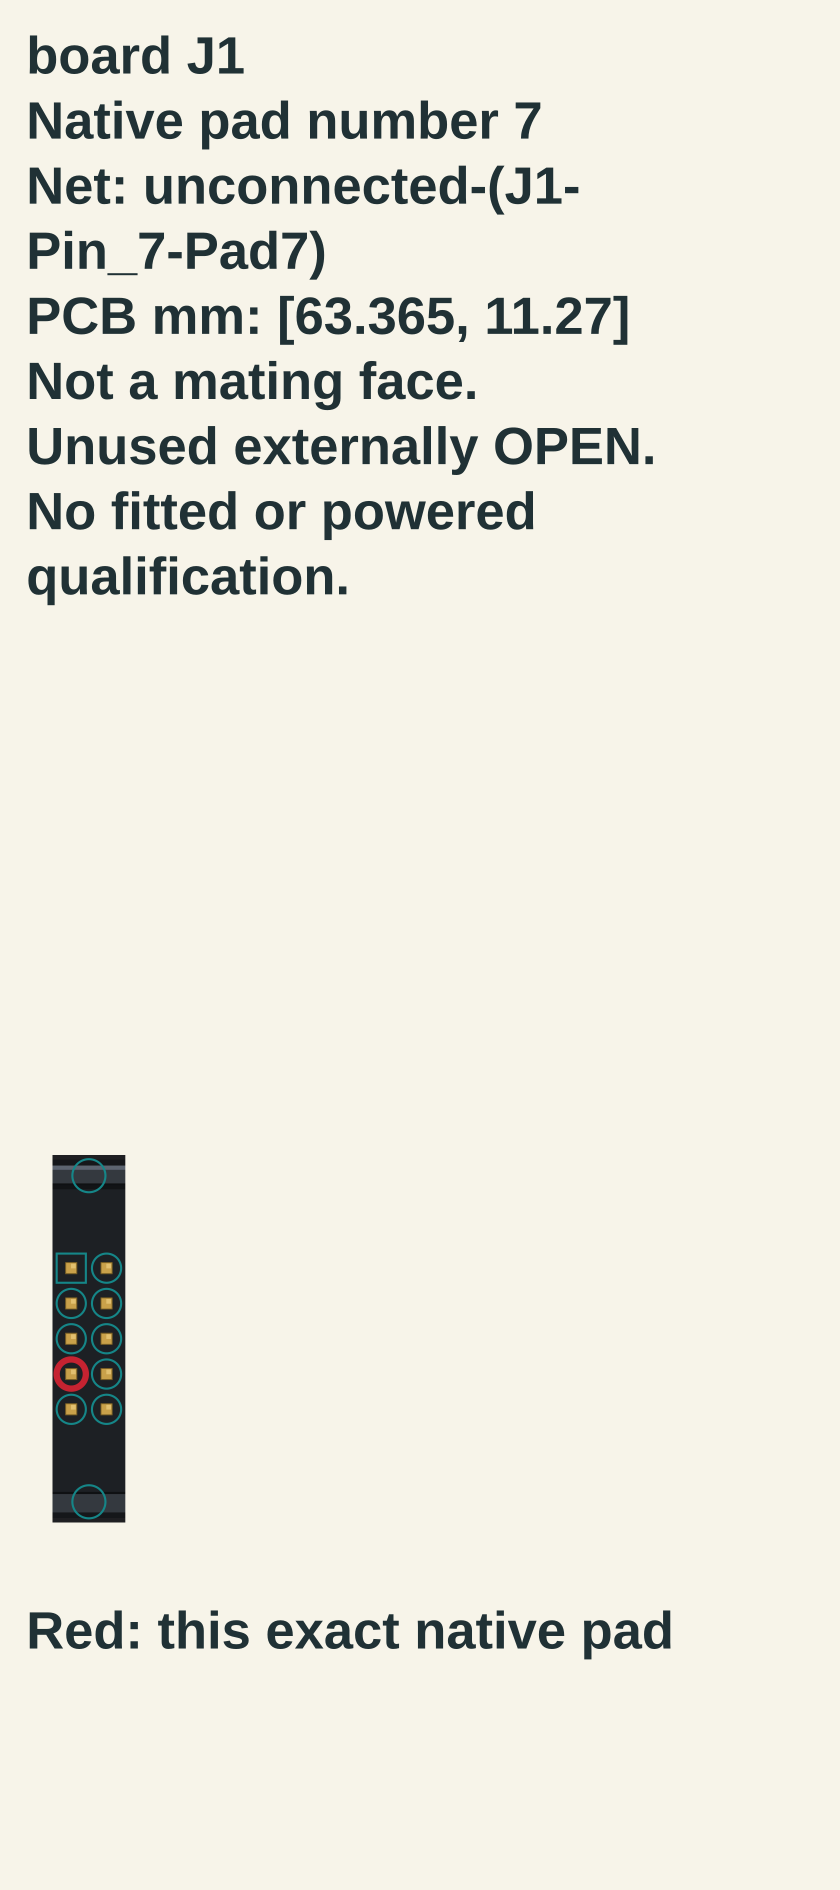 board J1
Native pad number 7
Net: unconnected-(J1-
Pin_7-Pad7)
PCB mm: [63.365, 11.27]
Not a mating face.
Unused externally OPEN.
No fitted or powered
qualification.
Red: this exact native pad